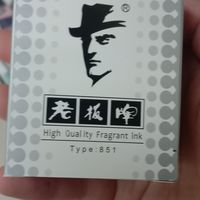 ®
老板牌
High Quality Fragrant Ink
Type:851